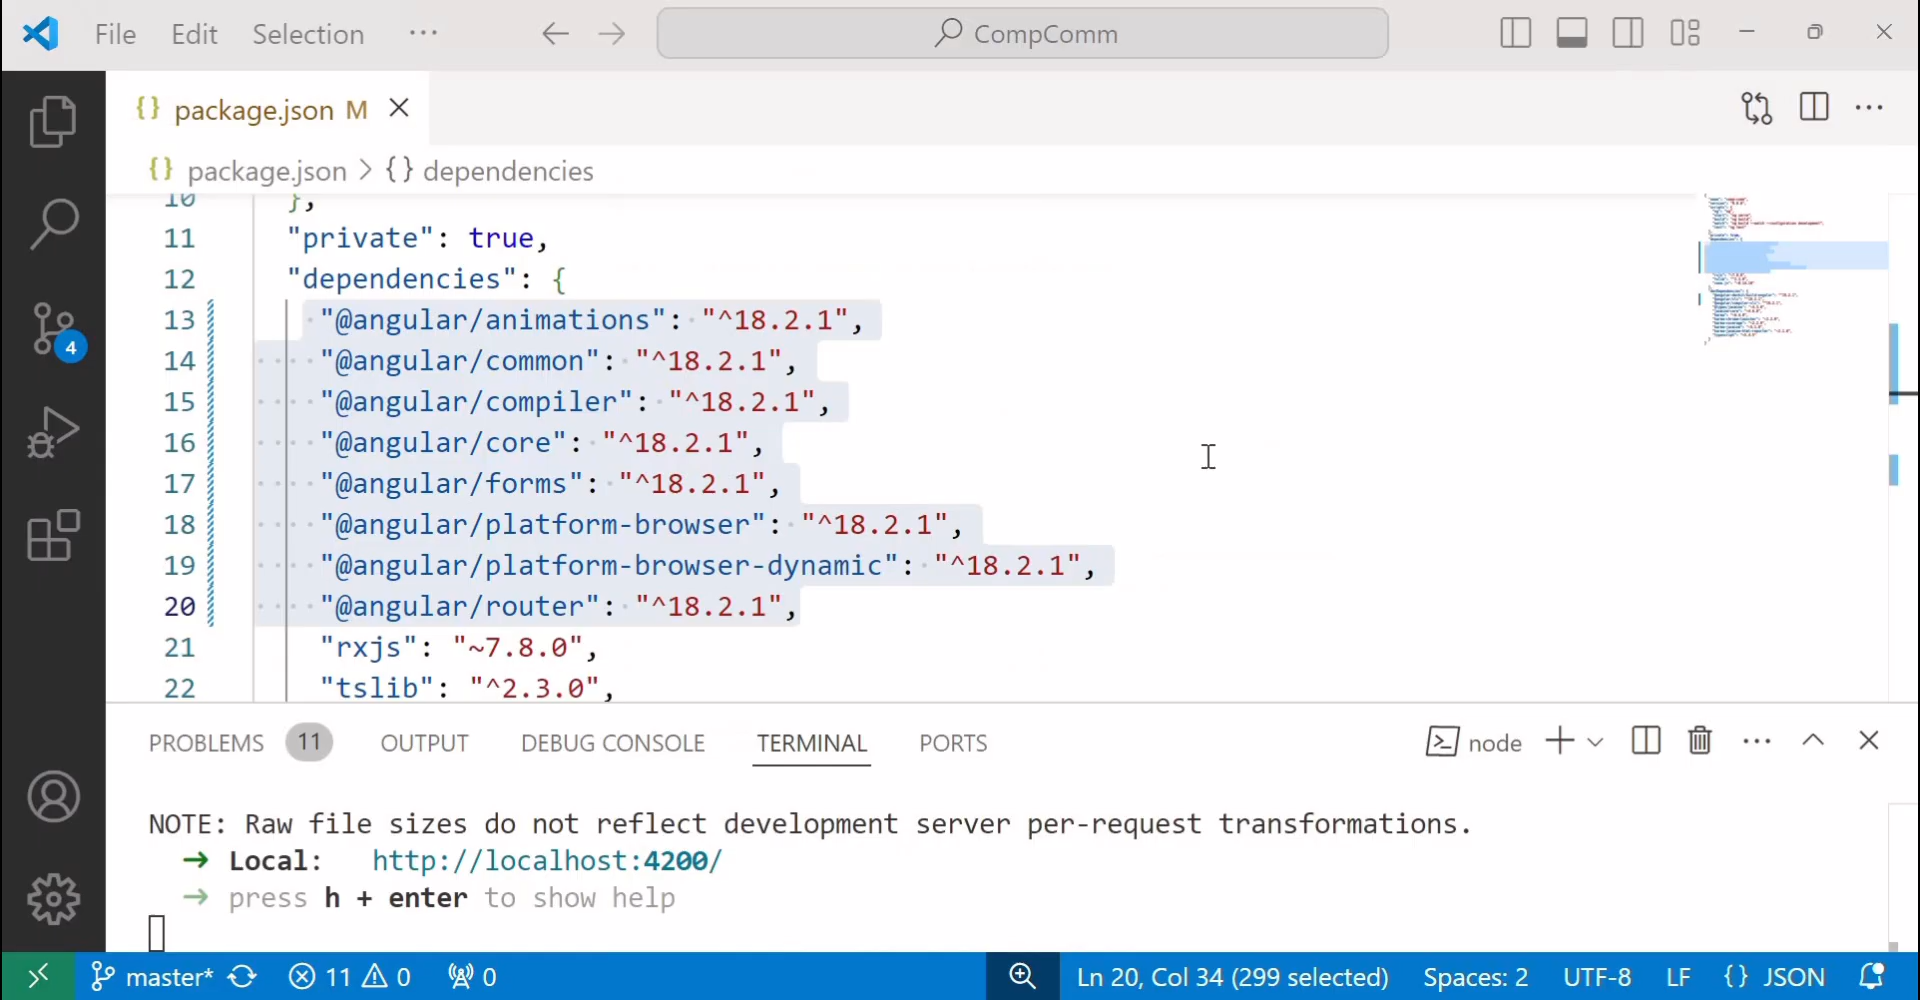 File Edit Selection ··· CompComm
{} package.json M
{} package.json > {} dependencies
10 },
11 "private": true,
12 "dependencies": {
13 "@angular/animations": "^18.2.1",
14 "@angular/common": "^18.2.1",
15 "@angular/compiler": "^18.2.1",
16 "@angular/core": "^18.2.1",
17 "@angular/forms": "^18.2.1",
18 "@angular/platform-browser": "^18.2.1",
19 "@angular/platform-browser-dynamic": "^18.2.1",
20 "@angular/router": "^18.2.1",
21 "rxjs": "~7.8.0",
22 "tslib": "^2.3.0",
4
PROBLEMS 11 OUTPUT DEBUG CONSOLE TERMINAL PORTS node
NOTE: Raw file sizes do not reflect development server per-request transformations.
➜ Local: http://localhost:4200/
➜ press h + enter to show help
master* 11 0 0 Ln 20, Col 34 (299 selected) Spaces: 2 UTF-8 LF {} JSON